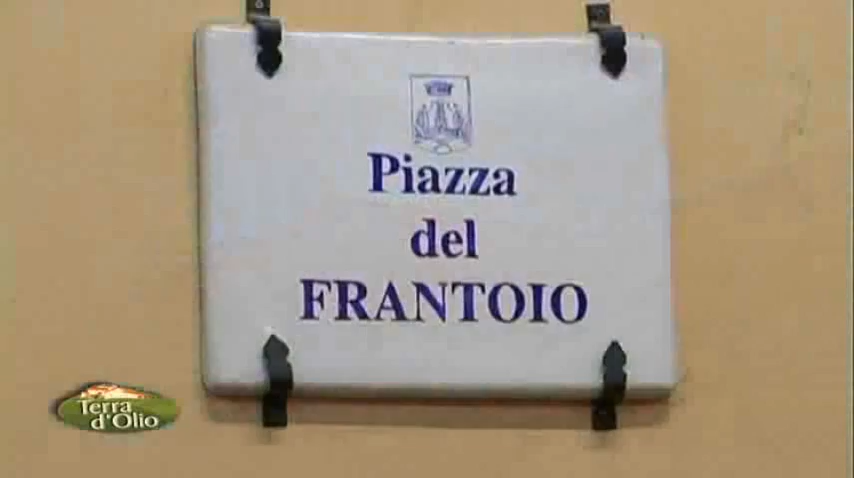 Piazza
del
FRANTOIO
Terra
d'Olio